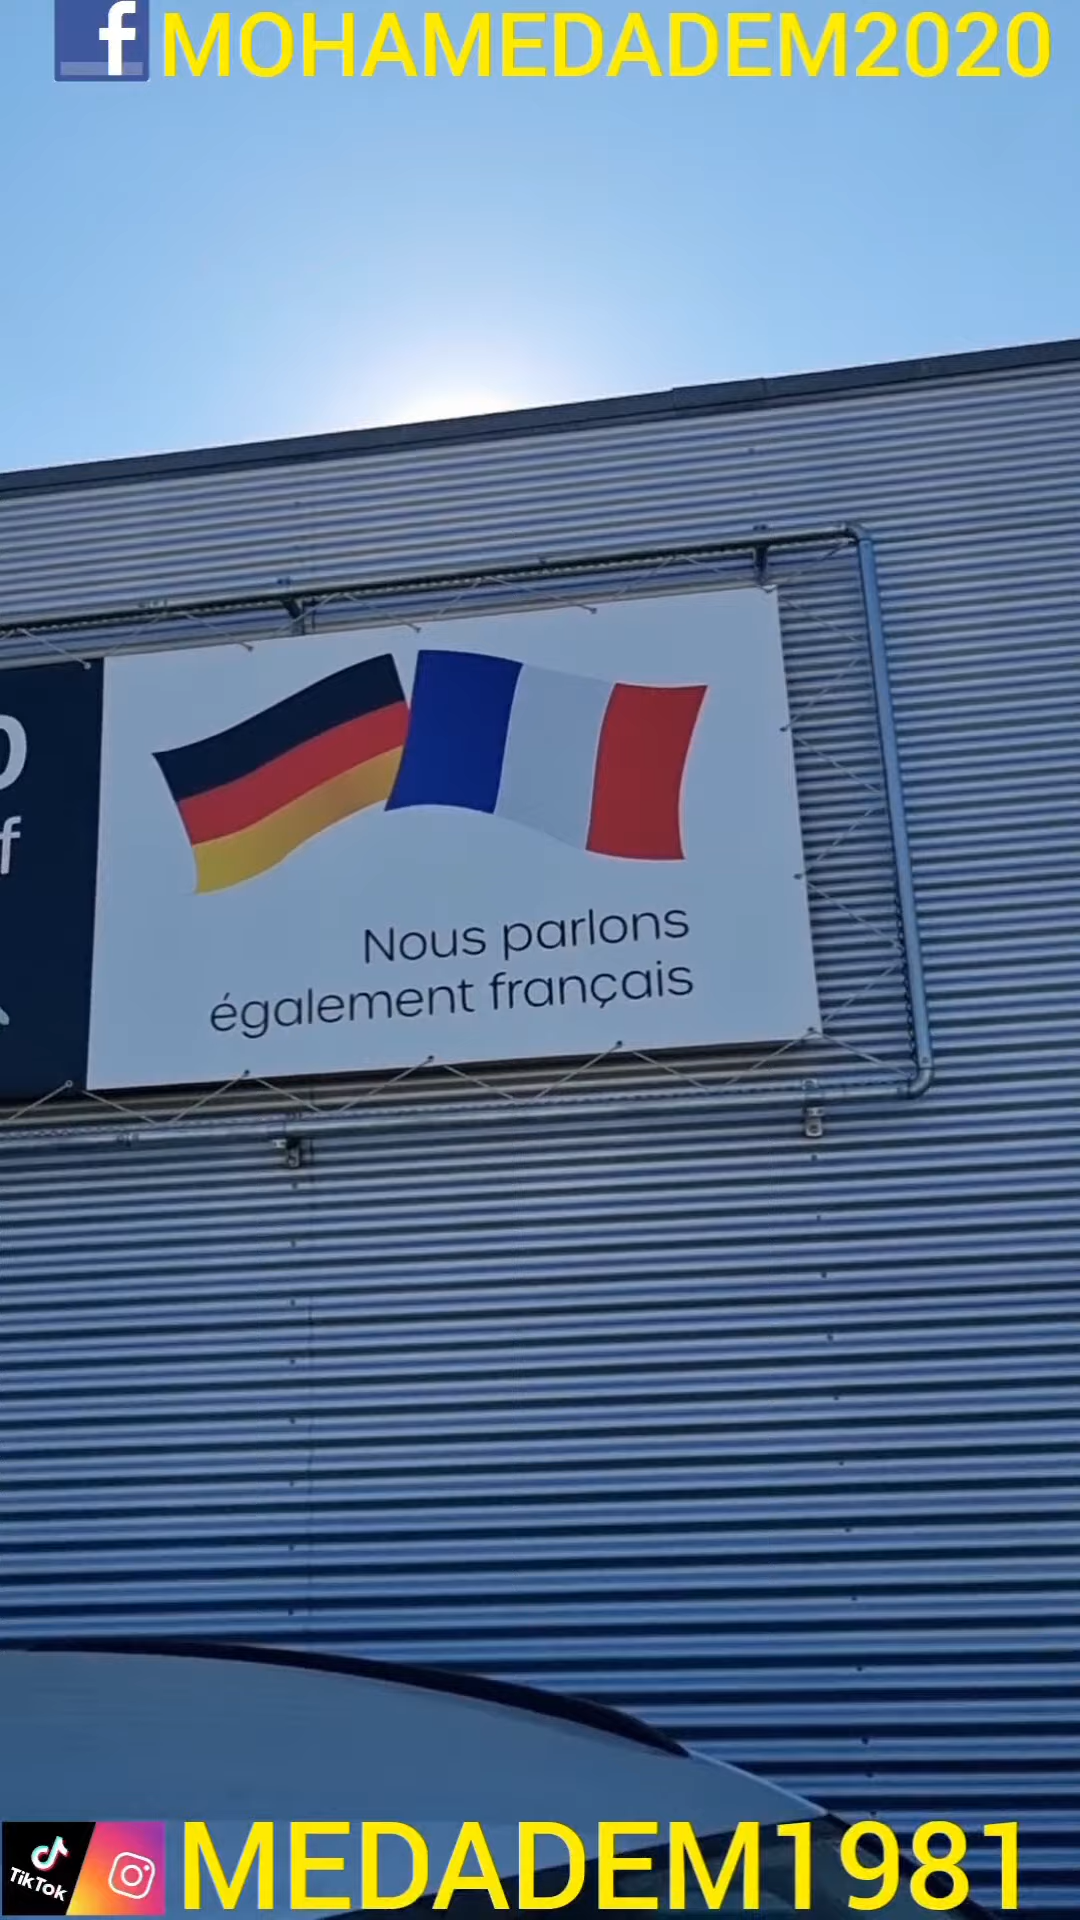 MOHAMEDADEM2020
Nous parlons
également français
TikTok
MEDADEM1981